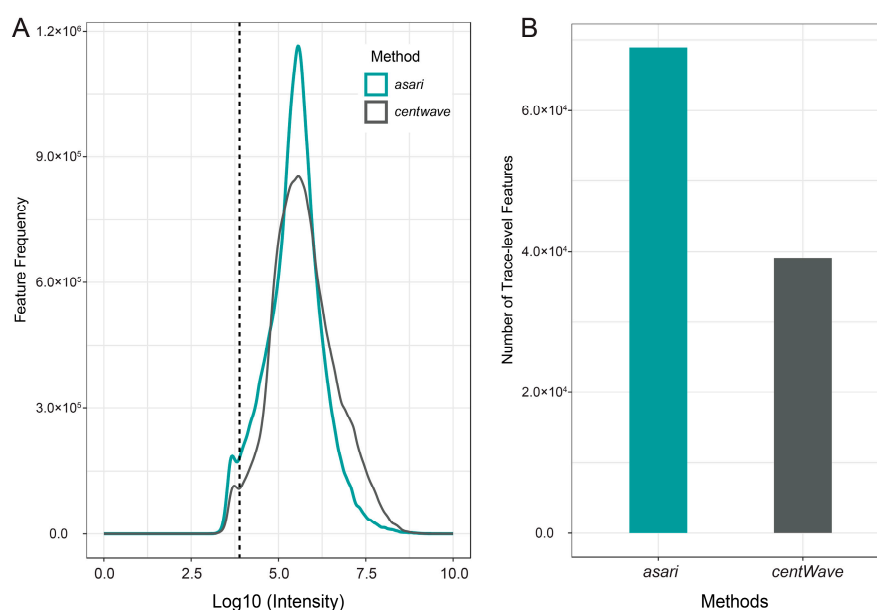 A
1.2×10⁶
9.0×10⁵
6.0×10⁵
3.0×10⁵
0.0
Feature Frequency
Method
asari
centwave
0.0 2.5 5.0 7.5 10.0
Log10 (Intensity)
B
6.0×10⁴
4.0×10⁴
2.0×10⁴
0.0
Number of Trace-level Features
asari centWave
Methods